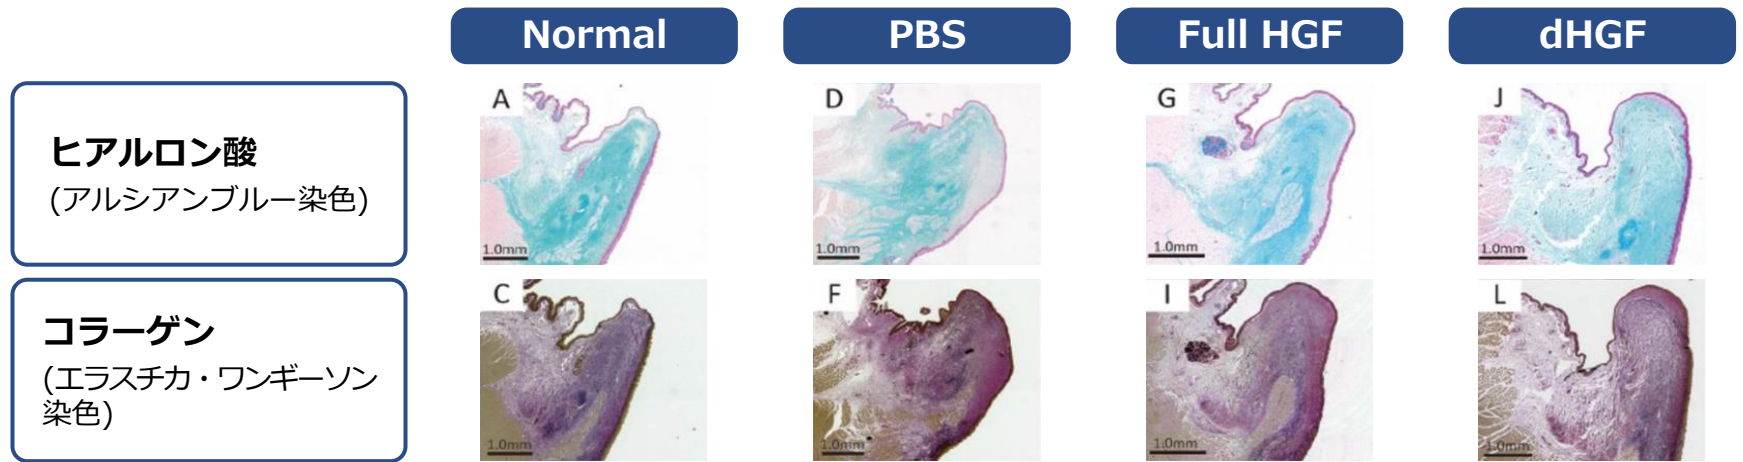 Normal
PBS
Full HGF
dHGF
ヒアルロン酸
(アルシアンブルー染色)
A
1.0mm
D
1.0mm
G
1.0mm
J
1.0mm
コラーゲン
(エラスチカ・ワンギーソン
染色)
C
1.0mm
F
1.0mm
I
1.0mm
L
1.0mm